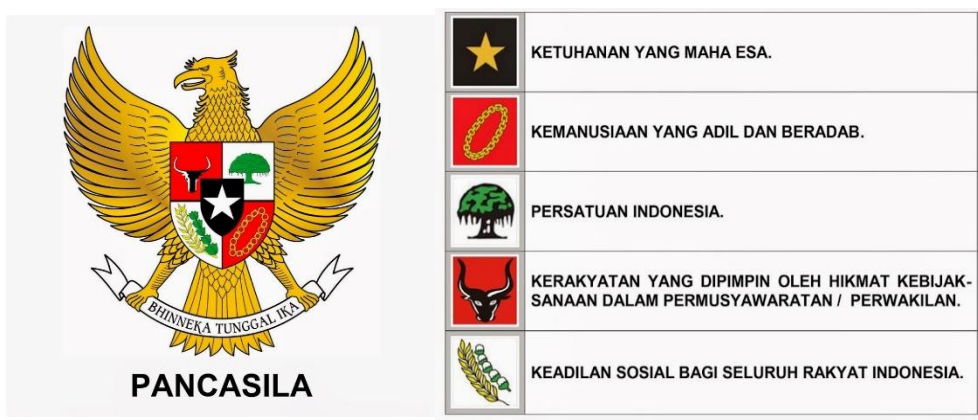 BHINNEKA TUNGGAL IKA
PANCASILA
KETUHANAN YANG MAHA ESA.
KEMANUSIAAN YANG ADIL DAN BERADAB.
PERSATUAN INDONESIA.
KERAKYATAN YANG DIPIMPIN OLEH HIKMAT KEBIJAK-
SANAAN DALAM PERMUSYAWARATAN / PERWAKILAN.
KEADILAN SOSIAL BAGI SELURUH RAKYAT INDONESIA.